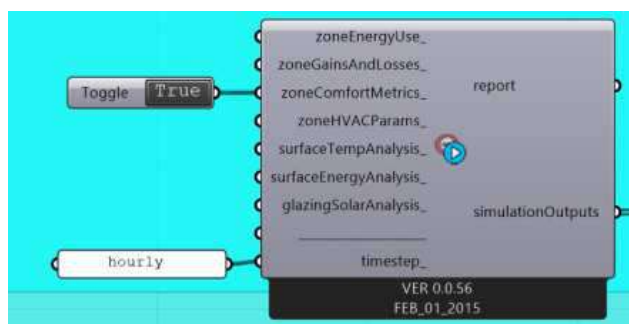 zoneEnergyUse_
zoneGainsAndLosses_
Toggle True
zoneComfortMetrics_
report
zoneHVACParams_
surfaceTempAnalysis_
surfaceEnergyAnalysis_
glazingSolarAnalysis_
simulationOutputs
hourly
timestep_
VER 0.0.56
FEB_01_2015